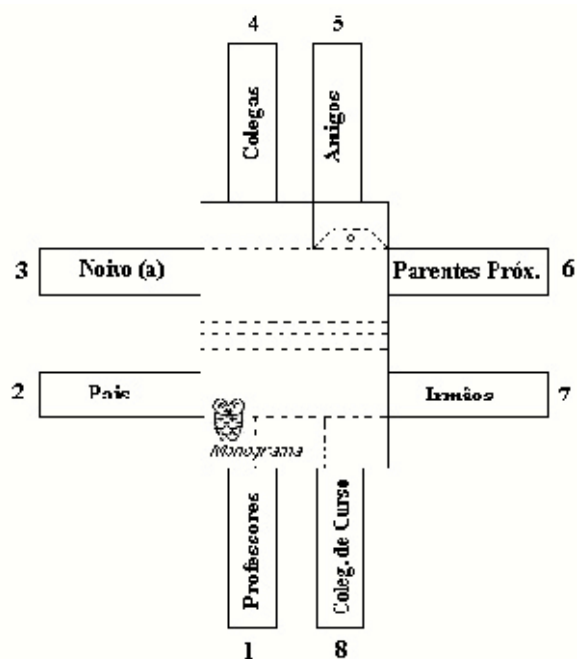 4 5
Colegas
Amigos
3 Noivo (a)
Parentes Próx. 6
2 Pais
Irmãos 7
Monograma
Professores
Coleg. de Curso
1 8